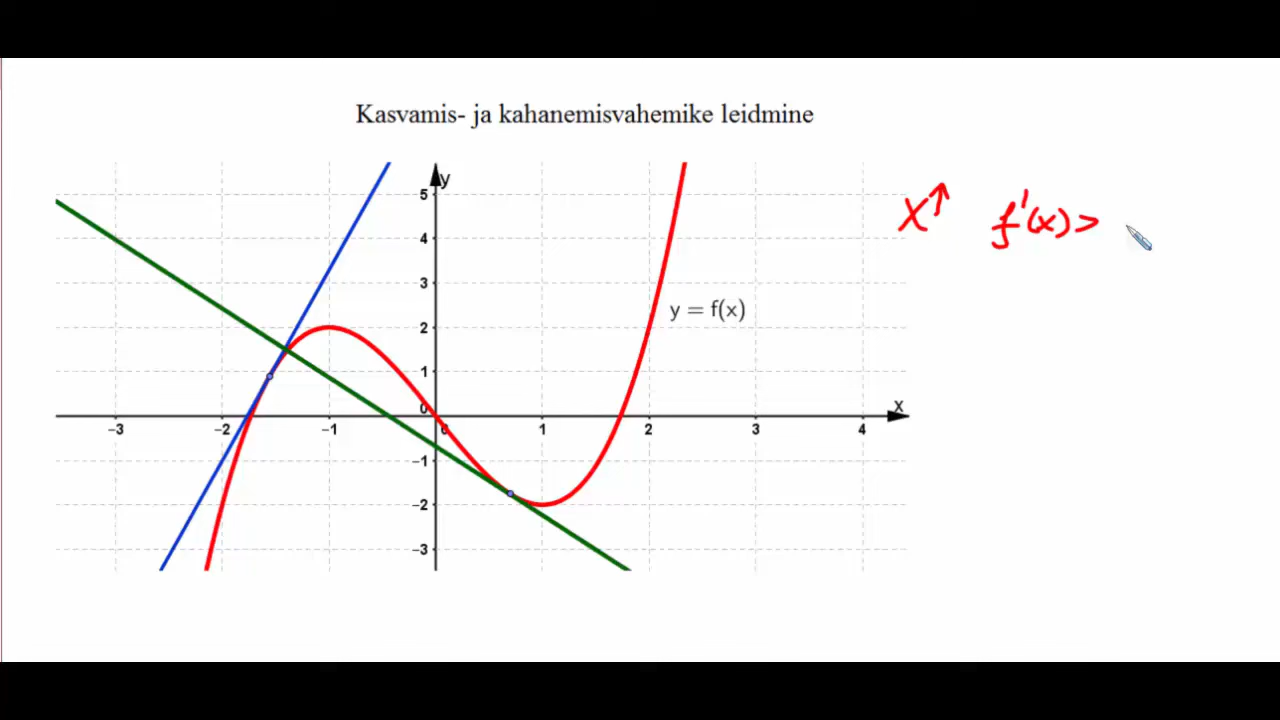 Kasvamis- ja kahanemisvahemike leidmine
y
5
X↑ f'(x)>
4
3
y = f(x)
2
1
0
x
−3 −2 −1 0 1 2 3 4
−1
−2
−3